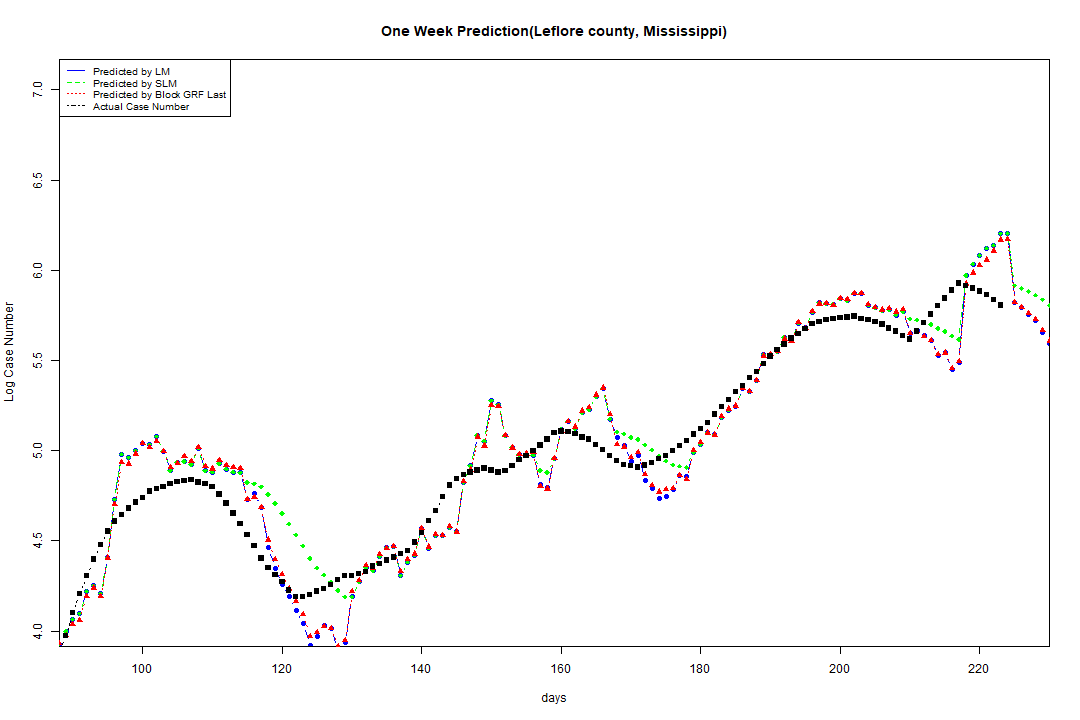 One Week Prediction(Leflore county, Mississippi)
Predicted by LM
Predicted by SLM
Predicted by Block GRF Last
Actual Case Number
7.0
6.5
6.0
5.5
5.0
4.5
4.0
Log Case Number
100 120 140 160 180 200 220
days